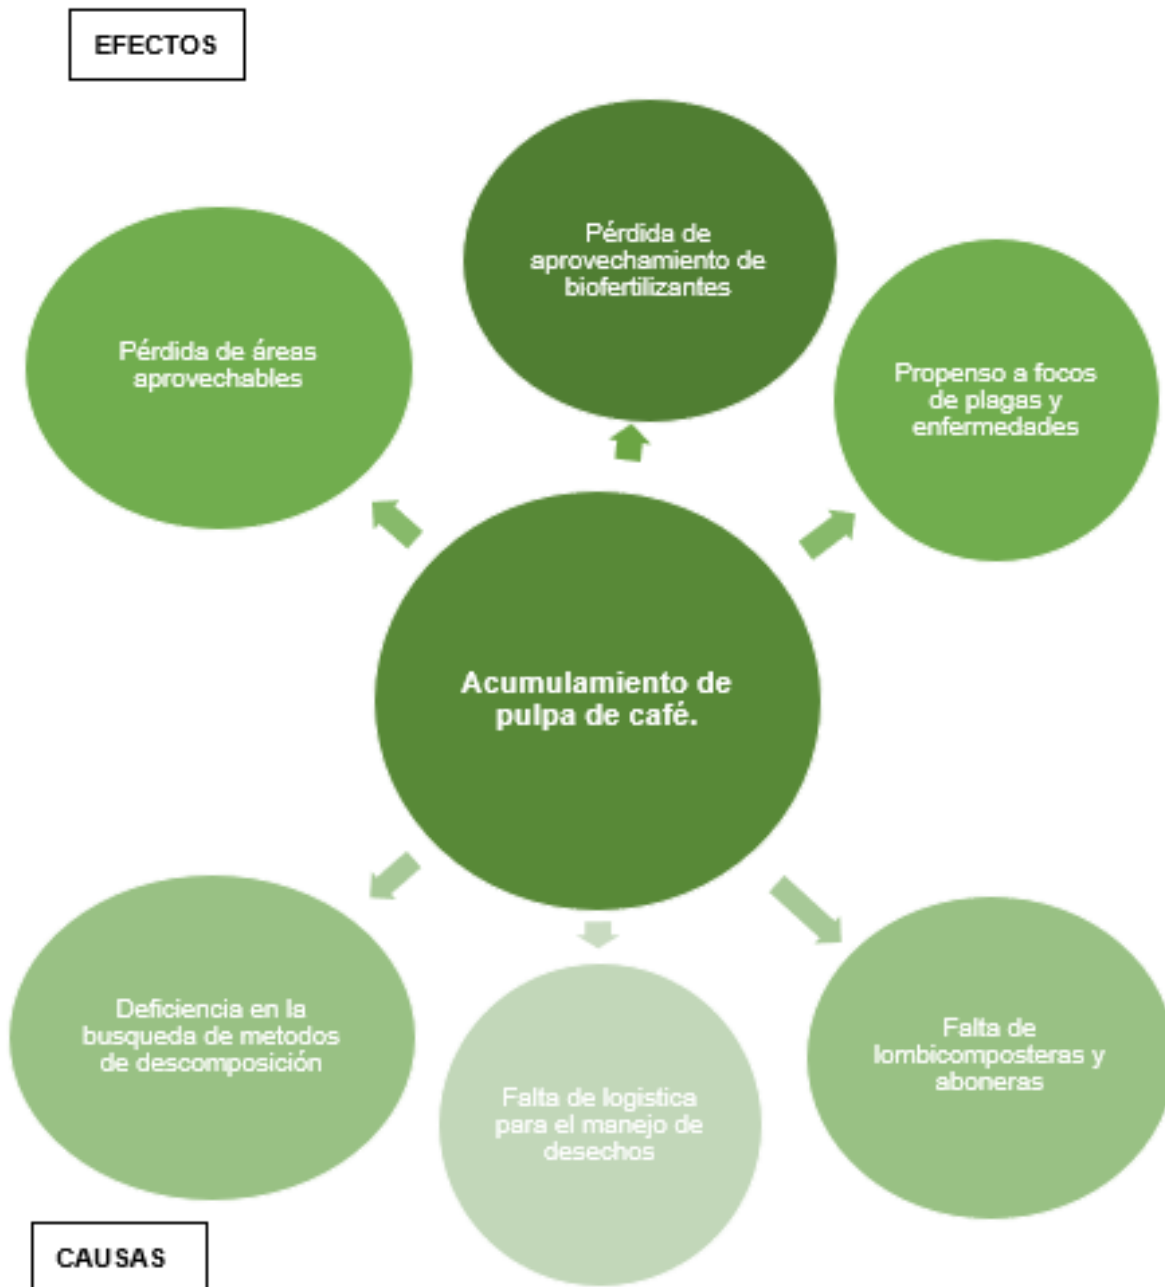 EFECTOS
Pérdida de
aprovechamiento de
biofertilizantes
Pérdida de áreas
aprovechables
Propenso a focos
de plagas y
enfermedades
Acumulamiento de
pulpa de café.
Deficiencia en la
busqueda de metodos
de descomposición
Falta de logistica
para el manejo de
desechos
Falta de
lombicomposteras y
aboneras
CAUSAS